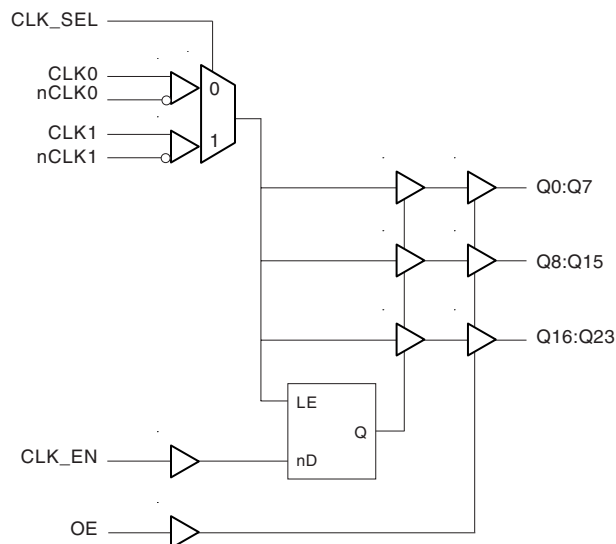 CLK_SEL
CLK0
nCLK0
0
CLK1
nCLK1
1
Q0:Q7
Q8:Q15
Q16:Q23
LE
Q
CLK_EN
nD
OE